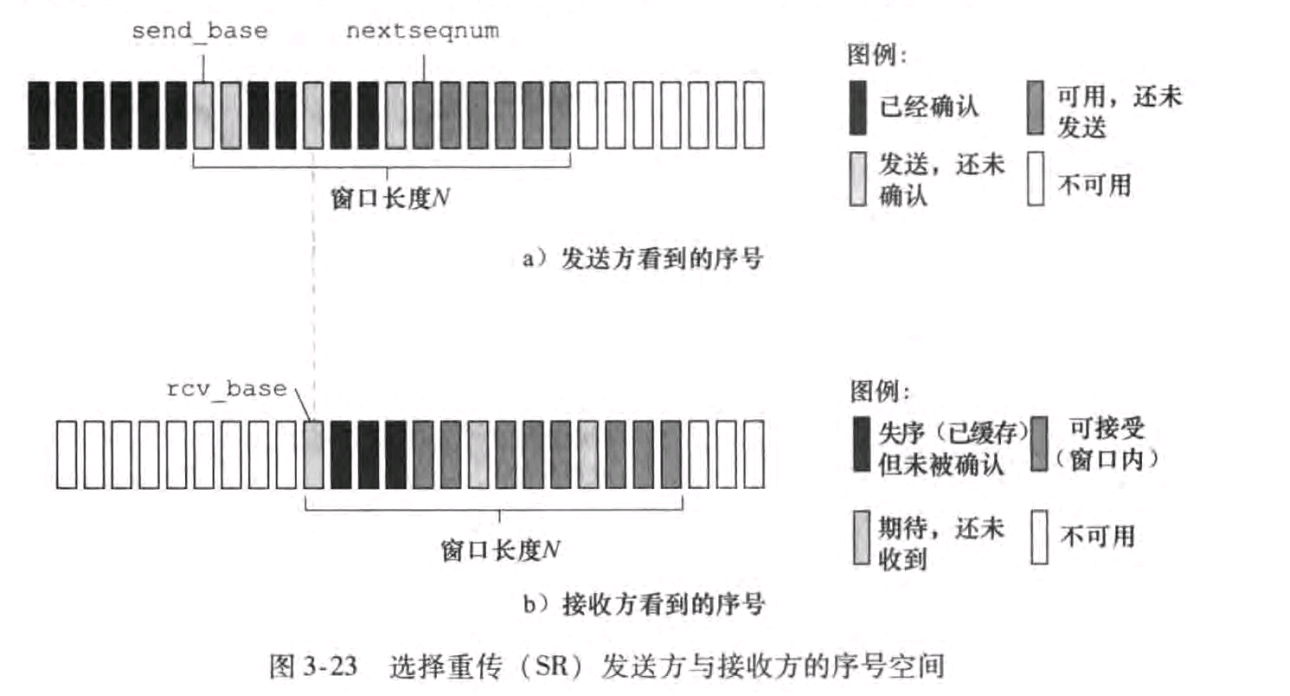 send_base
nextseqnum
图例：
已经确认
可用，还未
发送
发送，还未
确认
不可用
窗口长度N
a）发送方看到的序号
rcv_base
图例：
失序（已缓存）
但未被确认
可接受
（窗口内）
期待，还未
收到
不可用
窗口长度N
b）接收方看到的序号
图 3-23 选择重传（SR）发送方与接收方的序号空间